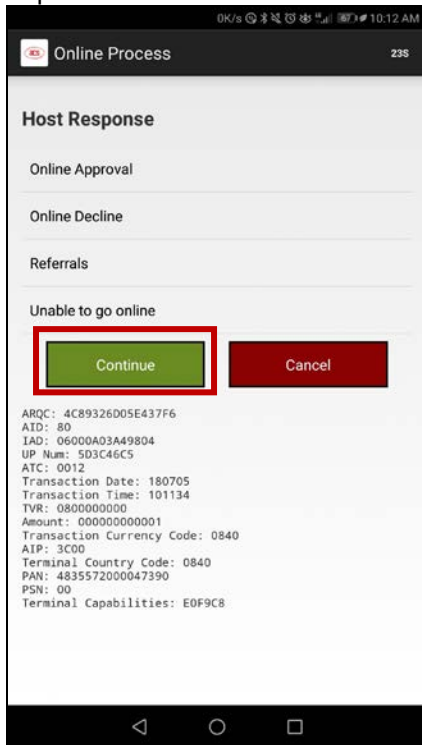 0K/s 10:12 AM
ACS Online Process 23S
Host Response
Online Approval
Online Decline
Referrals
Unable to go online
Continue Cancel
ARQC: 4C89326D05E437F6
AID: 80
IAD: 06000A03A49804
UP Num: 5D3C46C5
ATC: 0012
Transaction Date: 180705
Transaction Time: 101134
TVR: 0800000000
Amount: 000000000001
Transaction Currency Code: 0840
AIP: 3C00
Terminal Country Code: 0840
PAN: 4835572000047390
PSN: 00
Terminal Capabilities: E0F9C8